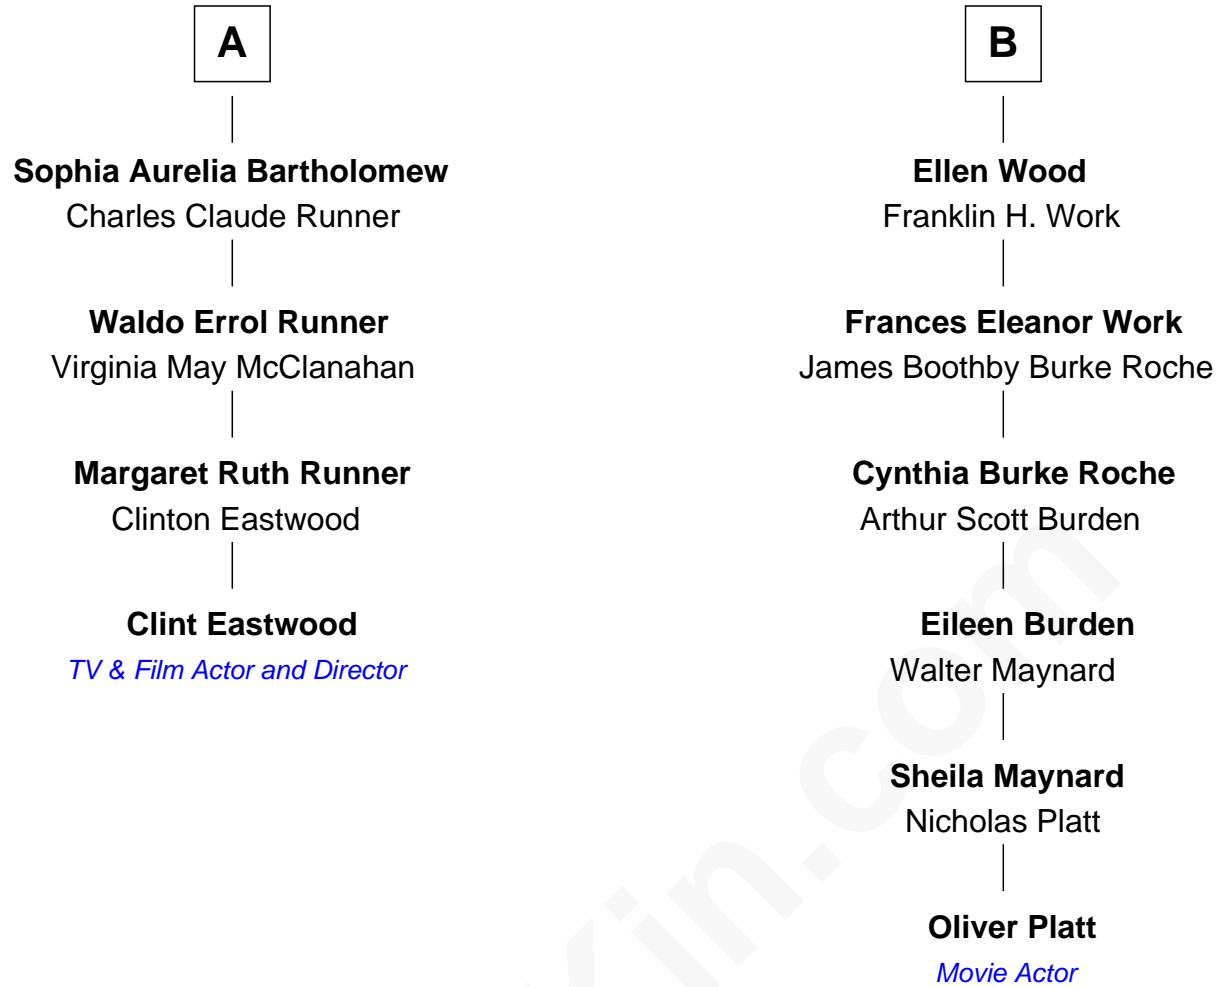 A
Sophia Aurelia Bartholomew
Charles Claude Runner
Waldo Errol Runner
Virginia May McClanahan
Margaret Ruth Runner
Clinton Eastwood
Clint Eastwood
TV & Film Actor and Director
B
Ellen Wood
Franklin H. Work
Frances Eleanor Work
James Boothby Burke Roche
Cynthia Burke Roche
Arthur Scott Burden
Eileen Burden
Walter Maynard
Sheila Maynard
Nicholas Platt
Oliver Platt
Movie Actor
Kin.com